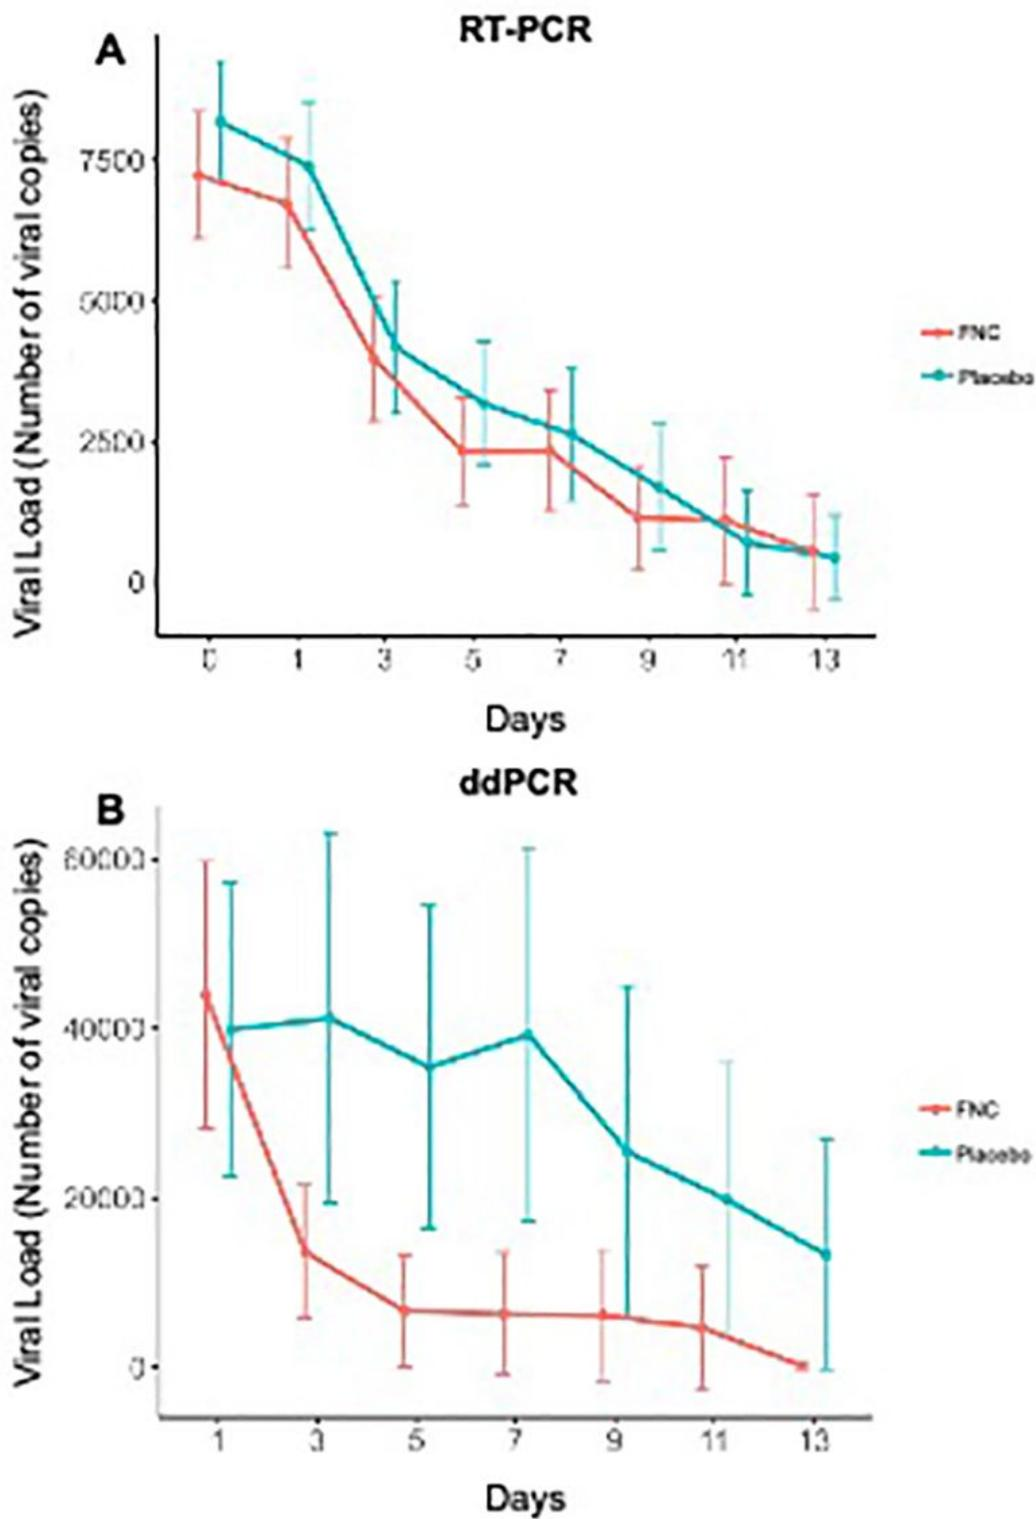 RT-PCR
A
Viral Load (Number of viral copies)
7500
5000
2500
0
0 1 3 5 7 9 11 13
Days
FNC
Placebo
ddPCR
B
Viral Load (Number of viral copies)
60000
40000
20000
0
1 3 5 7 9 11 13
Days
FNC
Placebo